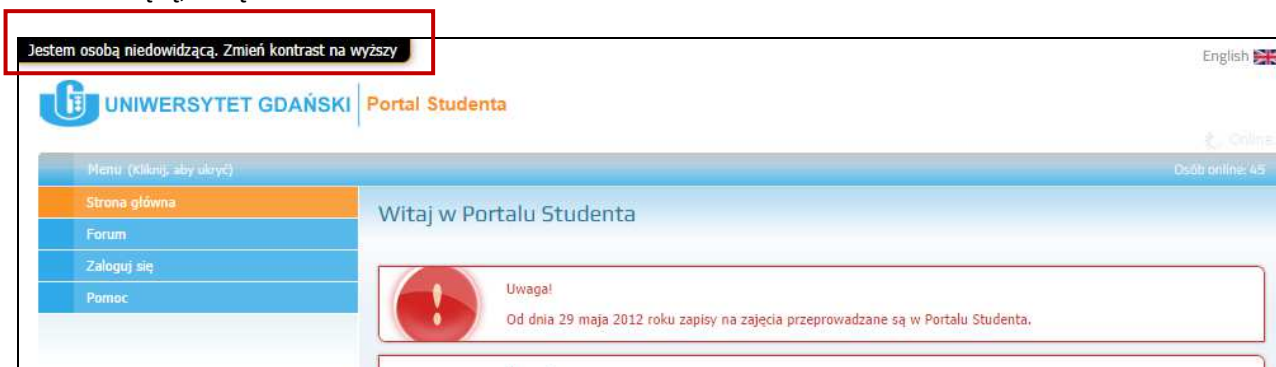 Jestem osobą niedowidzącą. Zmień kontrast na wyższy
English
UNIWERSYTET GDAŃSKI Portal Studenta
Online
Menu (Kliknij, aby ukryć) Osób online: 45
Strona główna
Witaj w Portalu Studenta
Forum
Zaloguj się
Pomoc
Uwaga!
Od dnia 29 maja 2012 roku zapisy na zajęcia przeprowadzane są w Portalu Studenta.